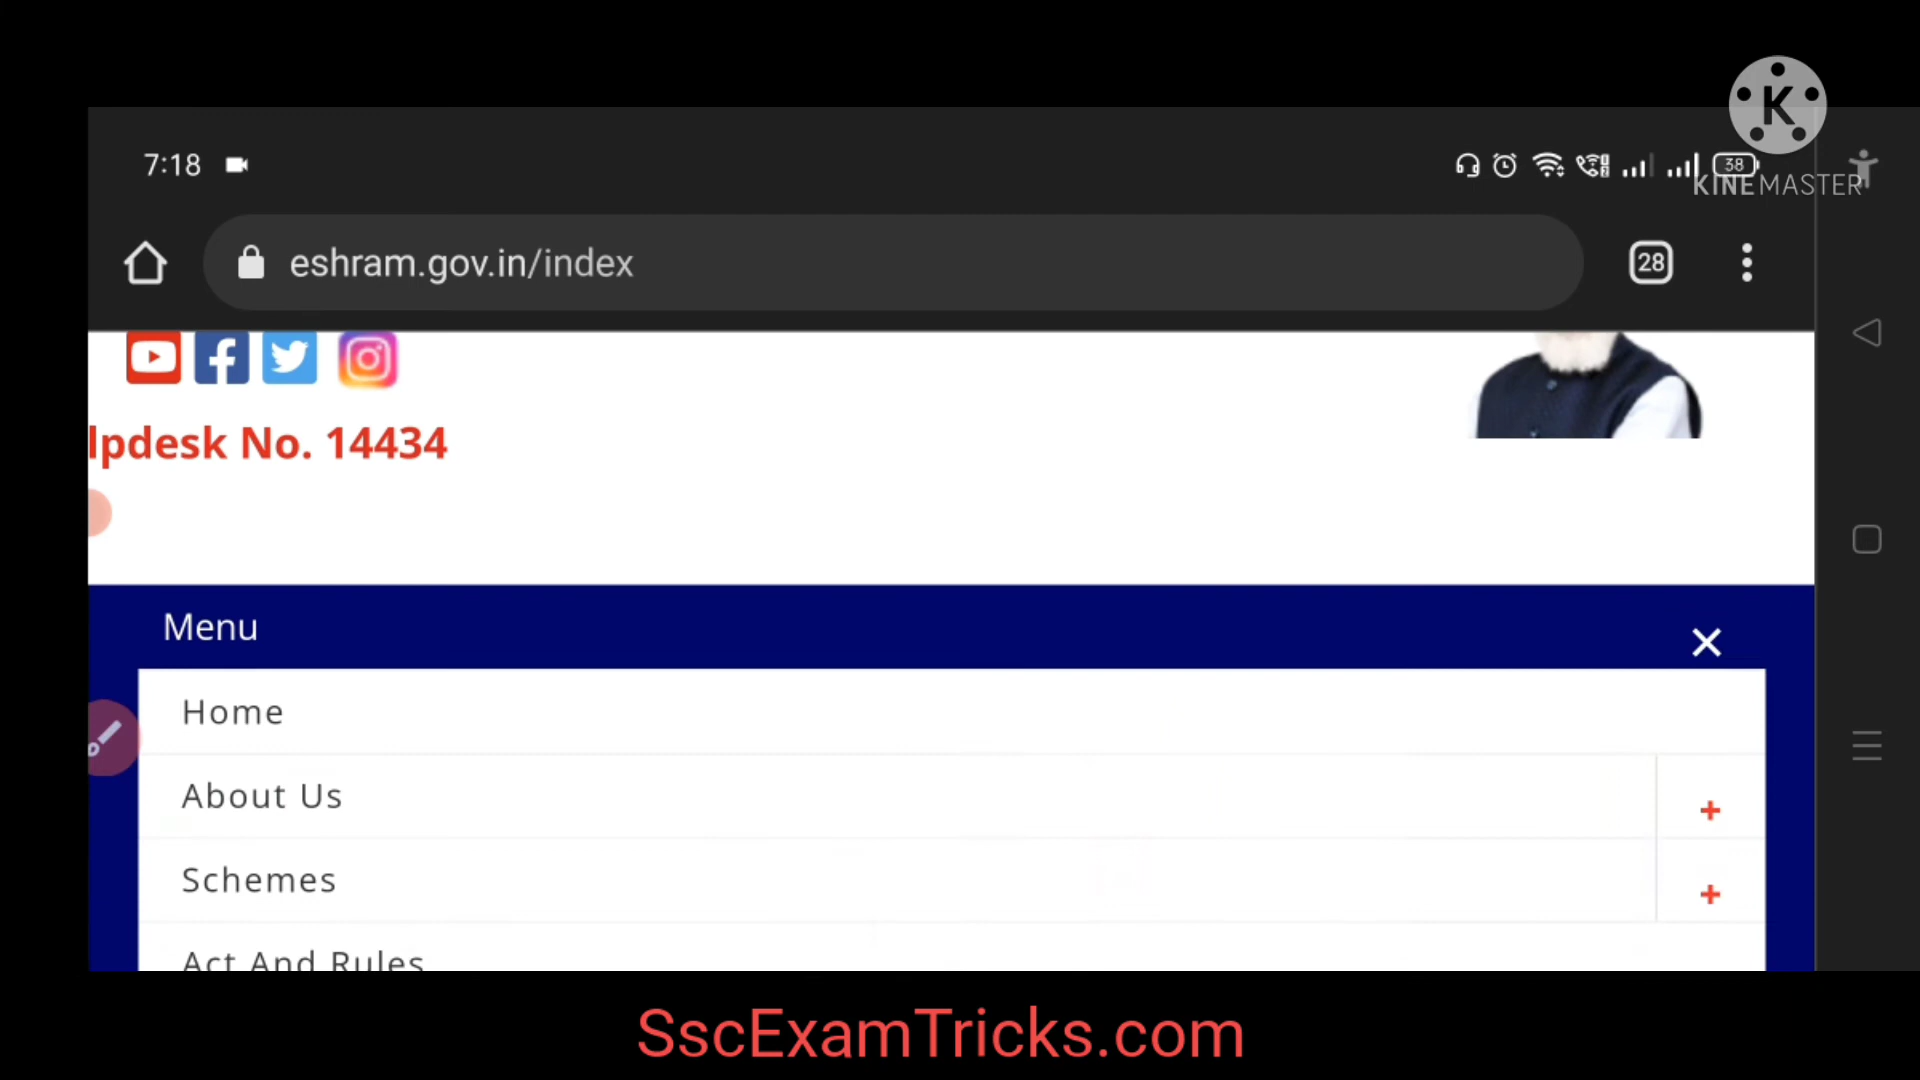 K
KINEMASTER
7:18
38
eshram.gov.in/index
28
lpdesk No. 14434
Menu
Home
About Us
+
Schemes
+
Act And Rules
SscExamTricks.com